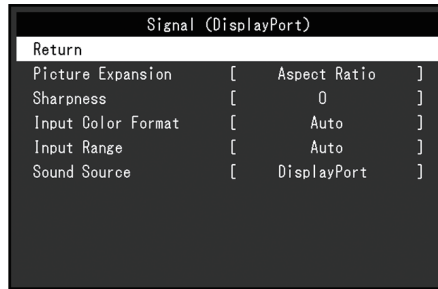 Signal (DisplayPort)
Return
Picture Expansion [ Aspect Ratio ]
Sharpness [ 0 ]
Input Color Format [ Auto ]
Input Range [ Auto ]
Sound Source [ DisplayPort ]